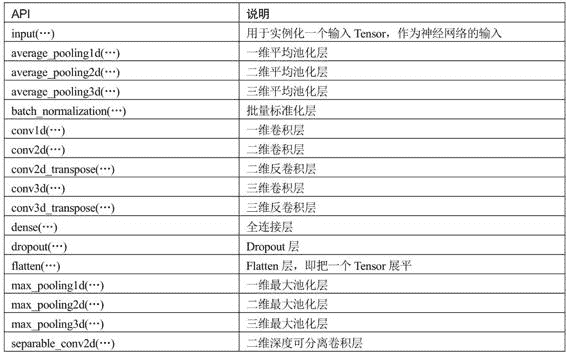 API 说明
input(…) 用于实例化一个输入 Tensor，作为神经网络的输入
average_pooling1d(…) 一维平均池化层
average_pooling2d(…) 二维平均池化层
average_pooling3d(…) 三维平均池化层
batch_normalization(…) 批量标准化层
conv1d(…) 一维卷积层
conv2d(…) 二维卷积层
conv2d_transpose(…) 二维反卷积层
conv3d(…) 三维卷积层
conv3d_transpose(…) 三维反卷积层
dense(…) 全连接层
dropout(…) Dropout 层
flatten(…) Flatten 层，即把一个 Tensor 展平
max_pooling1d(…) 一维最大池化层
max_pooling2d(…) 二维最大池化层
max_pooling3d(…) 三维最大池化层
separable_conv2d(…) 二维深度可分离卷积层